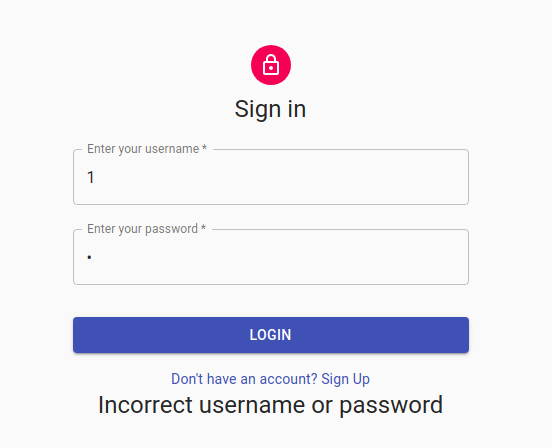 Sign in
Enter your username *
1
Enter your password *
•
LOGIN
Don't have an account? Sign Up
Incorrect username or password